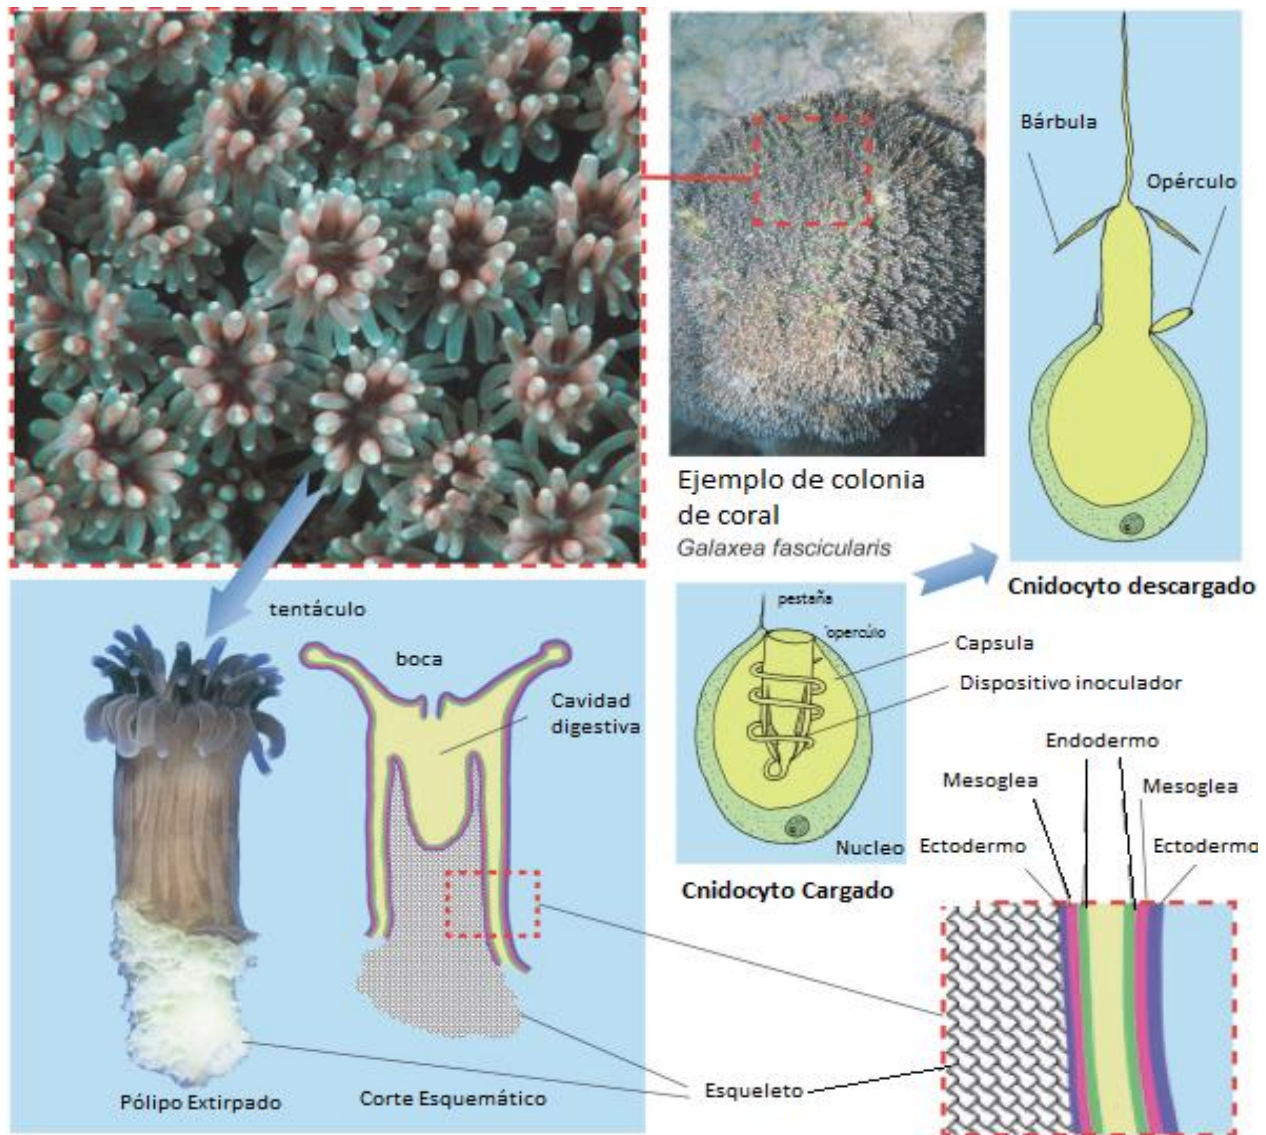 Bárbula
Opérculo
Ejemplo de colonia
de coral
Galaxea fascicularis
Cnidocyto descargado
tentáculo
boca
Cavidad
digestiva
pestaña
opercúlo
Capsula
Dispositivo inoculador
Nucleo
Cnidocyto Cargado
Endodermo
Mesoglea
Mesoglea
Ectodermo
Ectodermo
Esqueleto
Pólipo Extirpado
Corte Esquemático